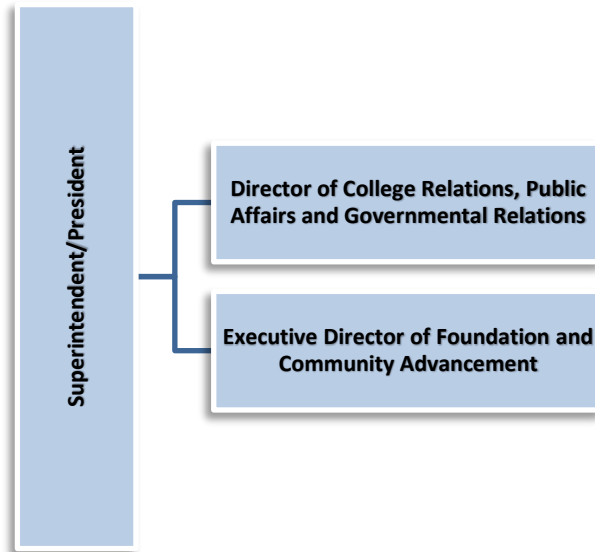 Superintendent/President
Director of College Relations, Public
Affairs and Governmental Relations
Executive Director of Foundation and
Community Advancement